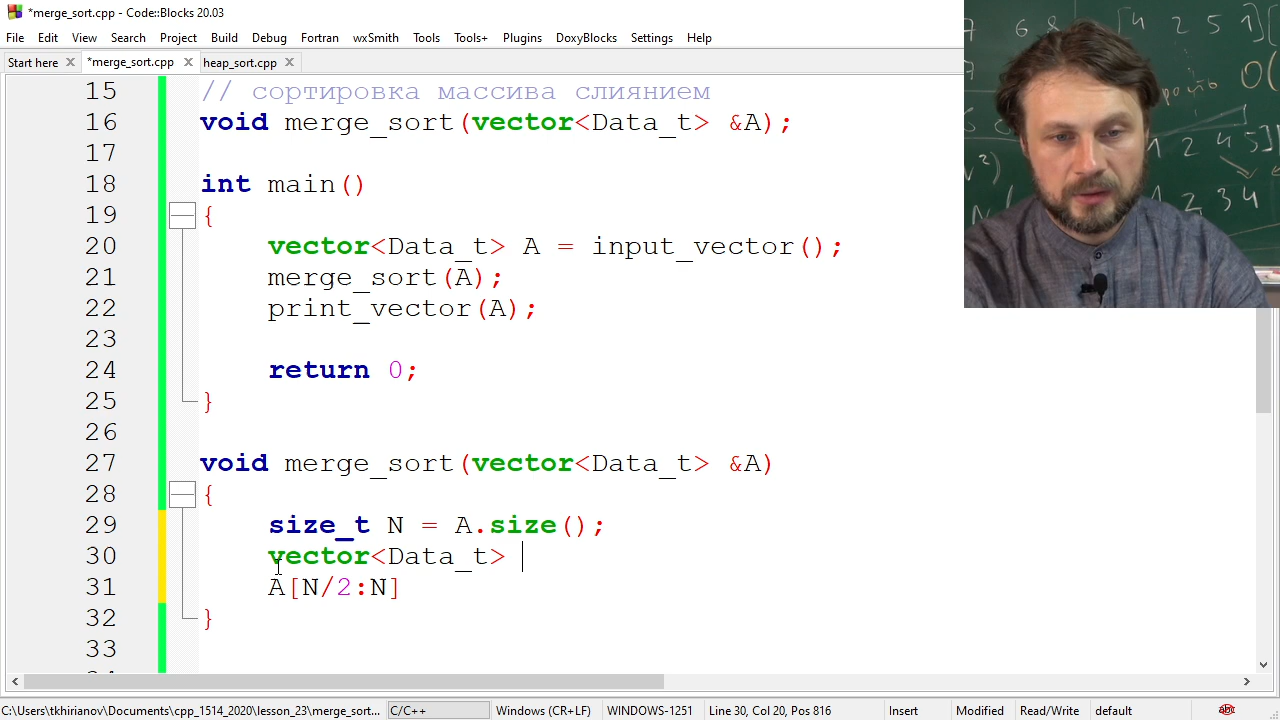 *merge_sort.cpp - Code::Blocks 20.03
File Edit View Search Project Build Debug Fortran wxSmith Tools Tools+ Plugins DoxyBlocks Settings Help
Start here *merge_sort.cpp heap_sort.cpp
15 // сортировка массива слиянием
16 void merge_sort(vector<Data_t> &A);
17
18 int main()
19 {
20 vector<Data_t> A = input_vector();
21 merge_sort(A);
22 print_vector(A);
23
24 return 0;
25 }
26
27 void merge_sort(vector<Data_t> &A)
28 {
29 size_t N = A.size();
30 vector<Data_t>
31 A[N/2:N]
32 }
33
C:\Users\tkhirianov\Documents\cpp_1514_2020\lesson_23\merge_sort... C/C++ Windows (CR+LF) WINDOWS-1251 Line 30, Col 20, Pos 816 Insert Modified Read/Write default